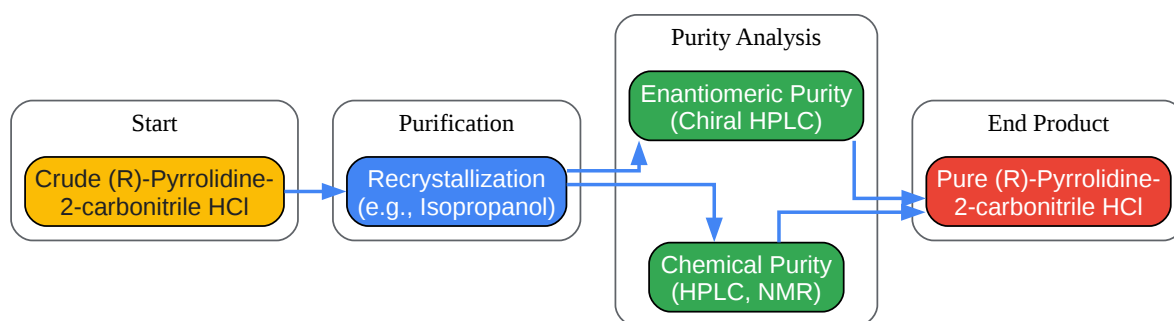 Start
Crude (R)-Pyrrolidine-
2-carbonitrile HCl
Purification
Recrystallization
(e.g., Isopropanol)
Purity Analysis
Enantiomeric Purity
(Chiral HPLC)
Chemical Purity
(HPLC, NMR)
End Product
Pure (R)-Pyrrolidine-
2-carbonitrile HCl